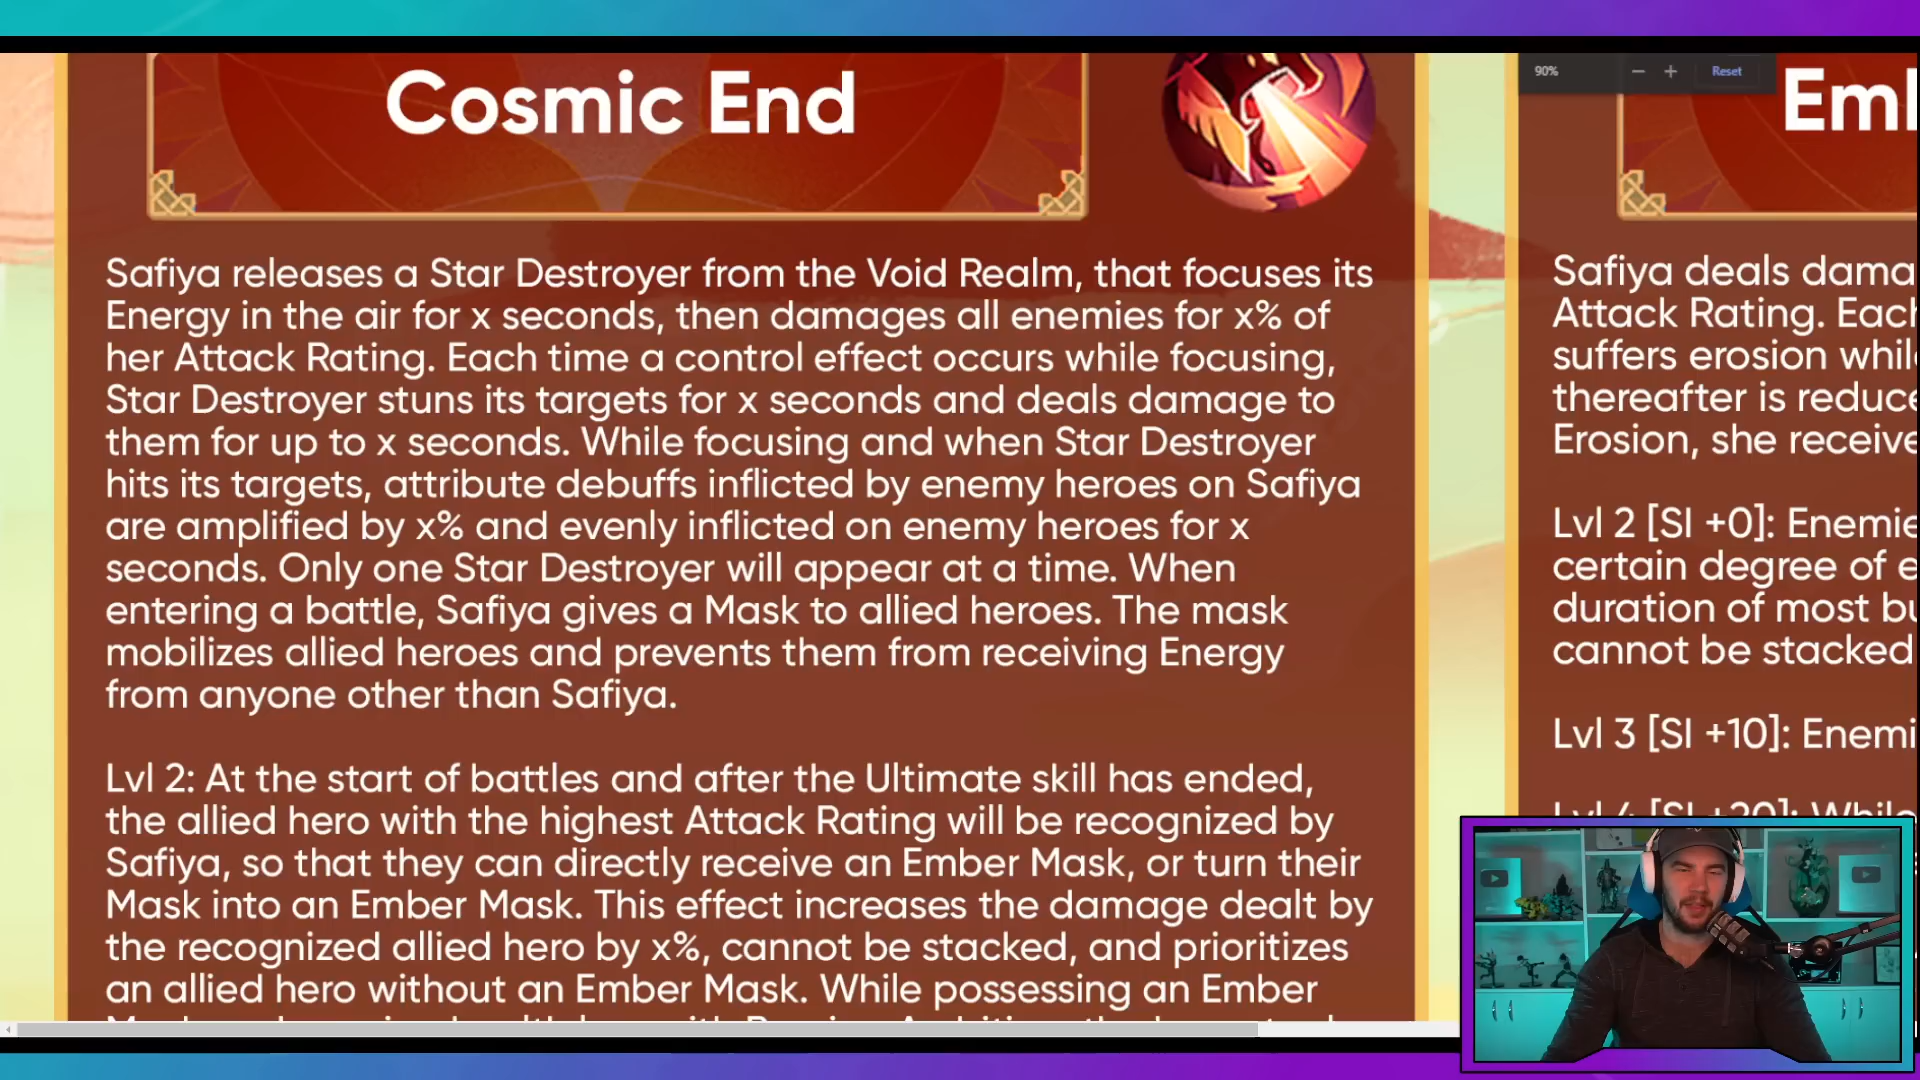 Cosmic End
Safiya releases a Star Destroyer from the Void Realm, that focuses its
Energy in the air for x seconds, then damages all enemies for x% of
her Attack Rating. Each time a control effect occurs while focusing,
Star Destroyer stuns its targets for x seconds and deals damage to
them for up to x seconds. While focusing and when Star Destroyer
hits its targets, attribute debuffs inflicted by enemy heroes on Safiya
are amplified by x% and evenly inflicted on enemy heroes for x
seconds. Only one Star Destroyer will appear at a time. When
entering a battle, Safiya gives a Mask to allied heroes. The mask
mobilizes allied heroes and prevents them from receiving Energy
from anyone other than Safiya.
Lvl 2: At the start of battles and after the Ultimate skill has ended,
the allied hero with the highest Attack Rating will be recognized by
Safiya, so that they can directly receive an Ember Mask, or turn their
Mask into an Ember Mask. This effect increases the damage dealt by
the recognized allied hero by x%, cannot be stacked, and prioritizes
an allied hero without an Ember Mask. While possessing an Ember
90%
− + Reset
Safiya deals dama
Attack Rating. Each
suffers erosion while
thereafter is reduce
Erosion, she receive
Lvl 2 [SI +0]: Enemie
certain degree of e
duration of most bu
cannot be stacked
Lvl 3 [SI +10]: Enemi
Lvl 4 [SI +20]: While